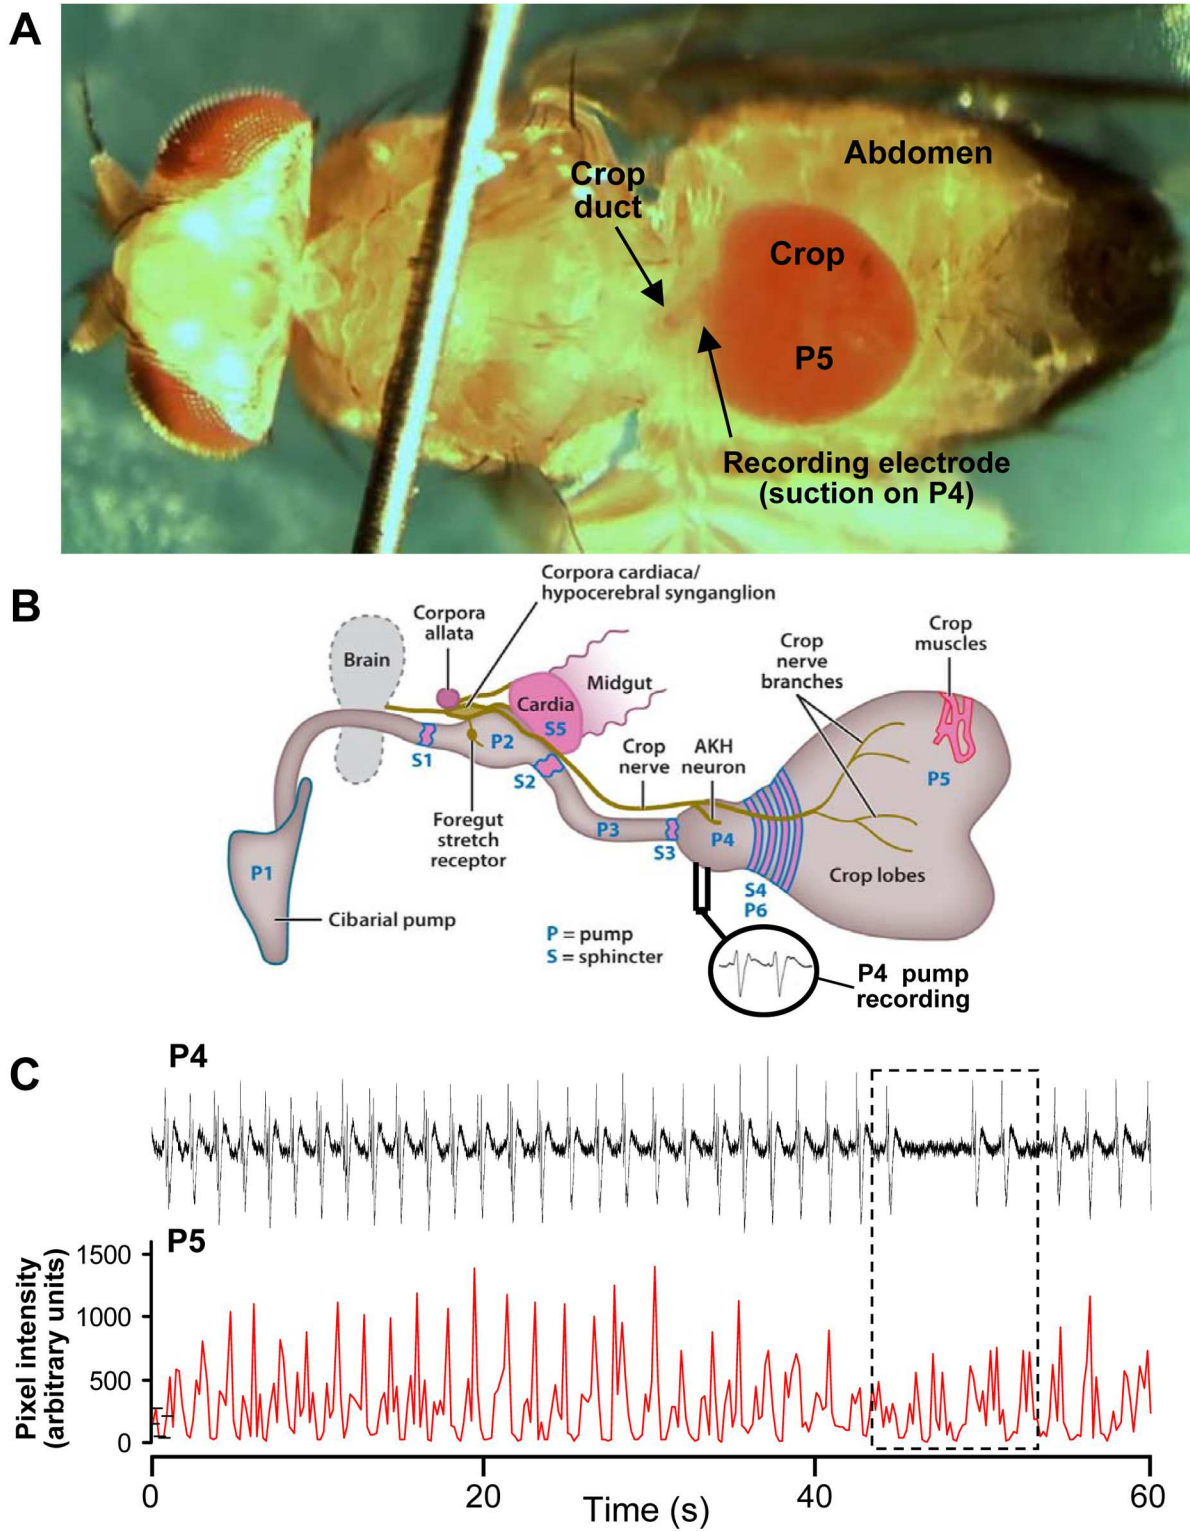 A
Abdomen
Crop
duct
Crop
P5
Recording electrode
(suction on P4)
B
Corpora cardiaca/
hypocerebral synganglion
Corpora
allata
Brain
Midgut
Cardia
S5
Crop
muscles
Crop
nerve
branches
P2
S1
S2
Crop
nerve
AKH
neuron
P5
Foregut
stretch
receptor
P3
S3
P4
P1
S4
P6
Crop lobes
Cibarial pump
P = pump
S = sphincter
P4 pump
recording
C
P4
P5
Pixel intensity
(arbitrary units)
1500
1000
500
0
0
20
40
60
Time (s)